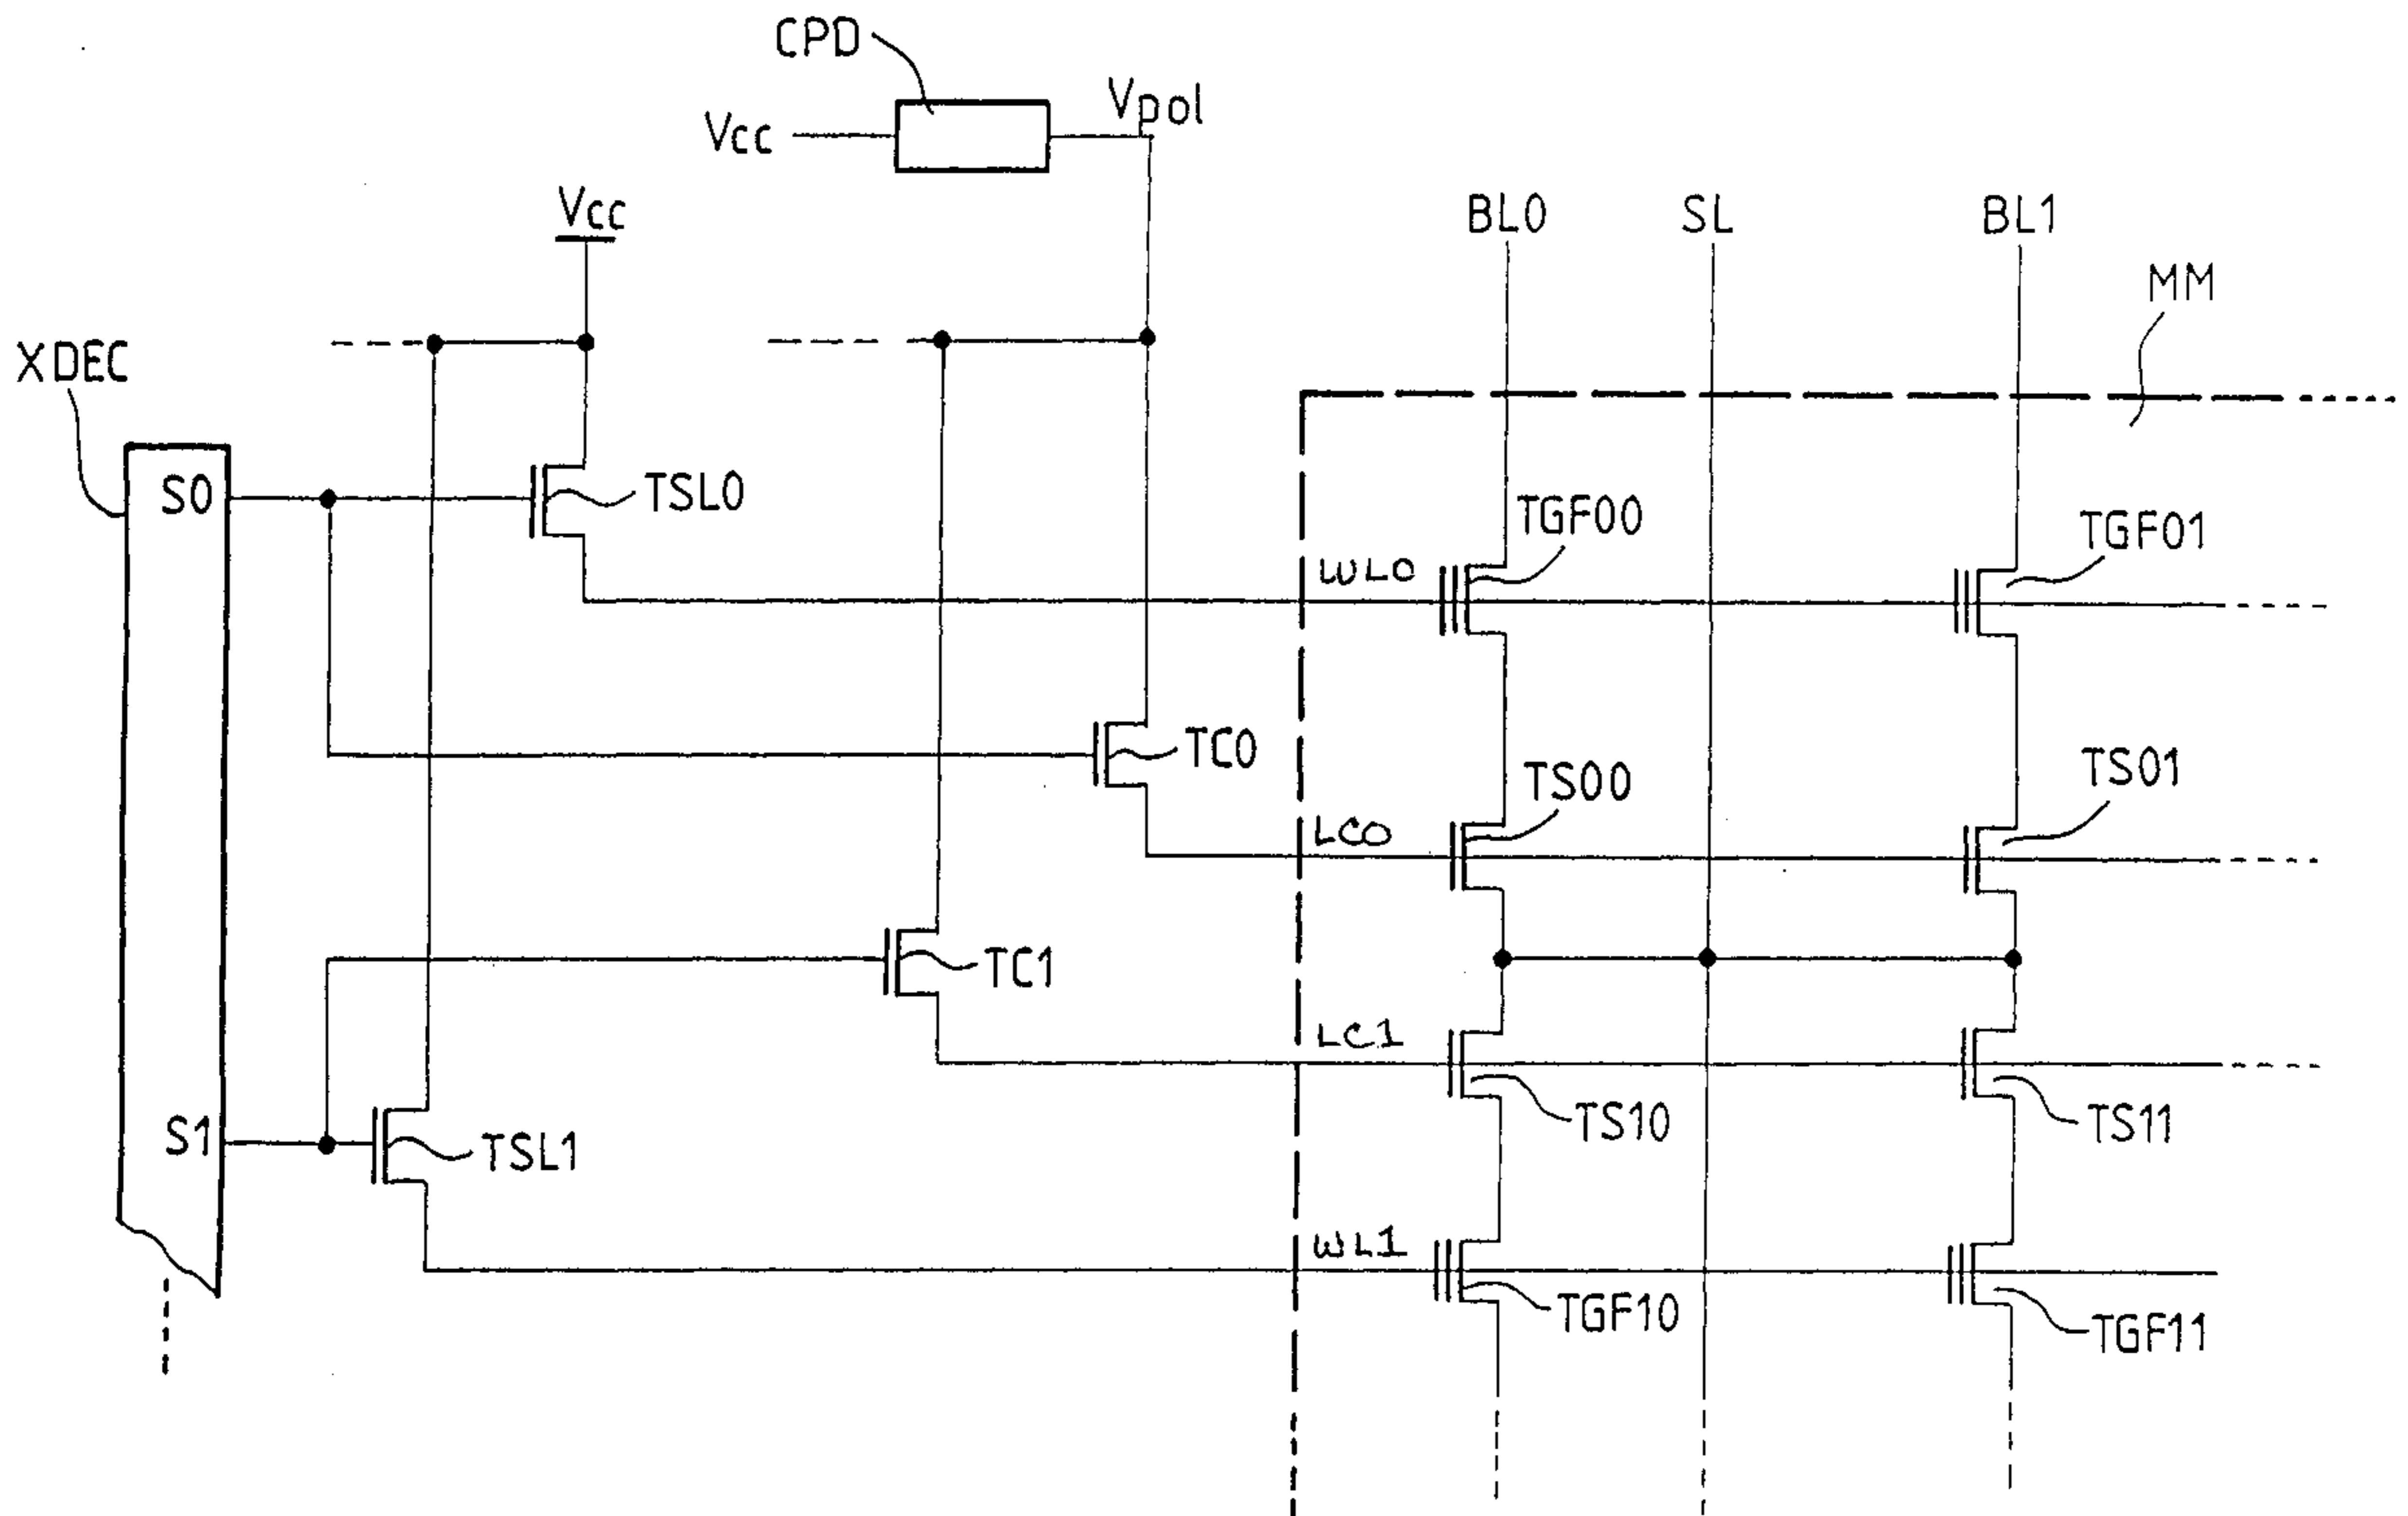 CPD
Vpol
Vcc
Vcc
BL0
SL
BL1
MM
XDEC
S0
TSL0
TGF00
TGF01
WL0
TC0
TS00
TS01
LC0
TC1
LC1
TS10
TS11
S1
TSL1
WL1
TGF10
TGF11